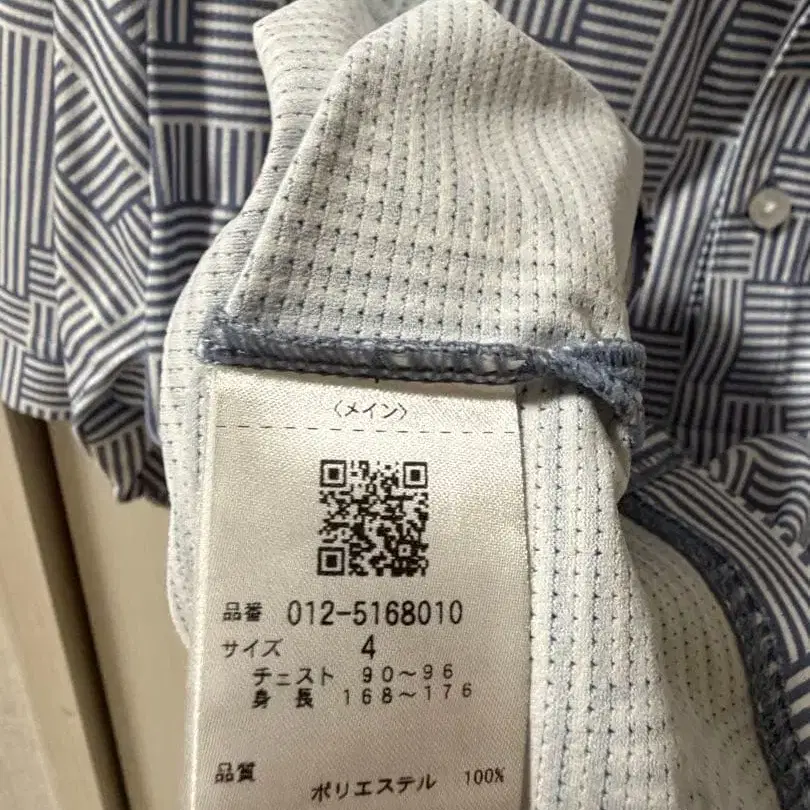 〈メイン〉
品番 012-5168010
サイズ 4
チェスト 90～96
身長 168～176
品質
ポリエステル 100%